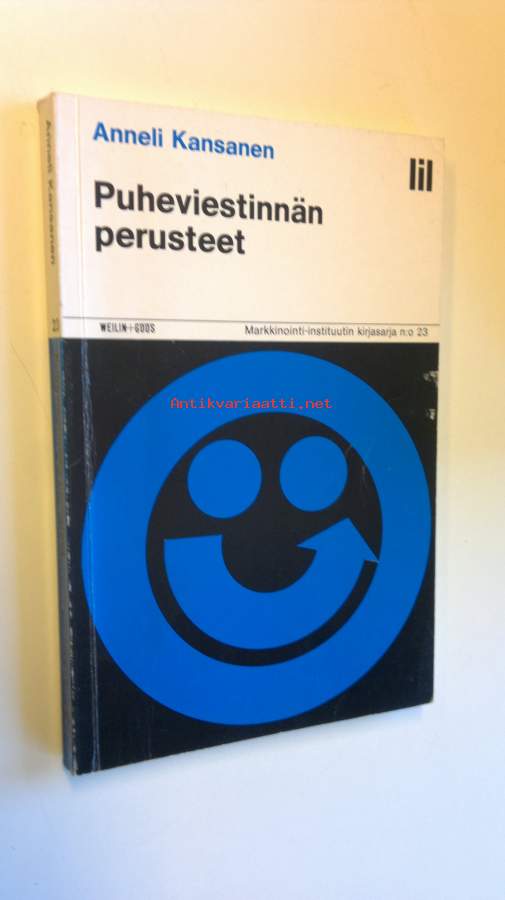 Anneli Kansanen
lil
Puheviestinnän
perusteet
WEILIN+GÖÖS
Markkinointi-instituutin kirjasarja n:o 23
Antikvariaatti.net
Anneli Kansanen
23